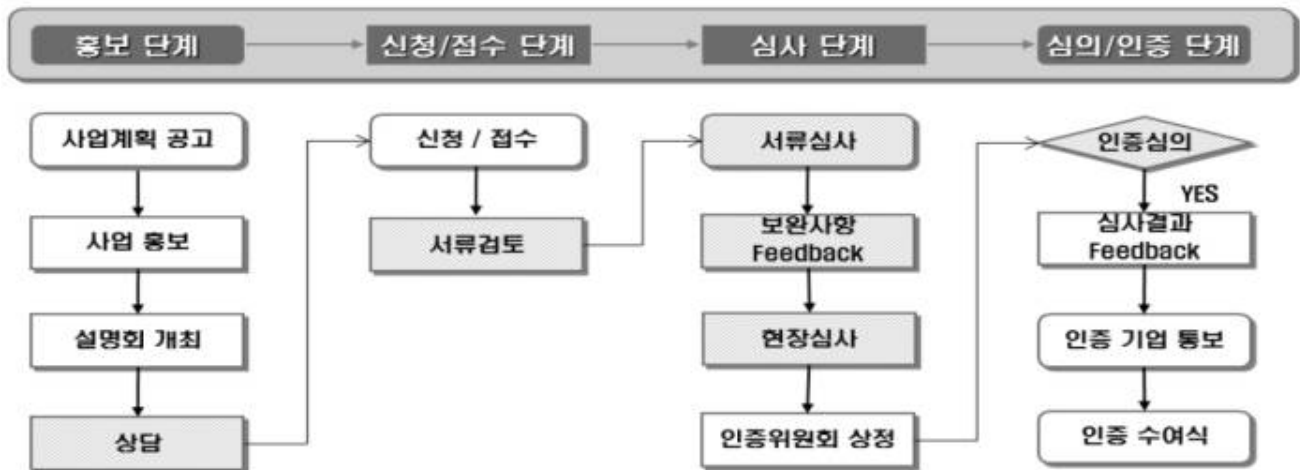 홍보 단계
신청/접수 단계
심사 단계
심의/인증 단계
사업계획 공고
사업 홍보
설명회 개최
상담
신청 / 접수
서류검토
서류심사
보완사항
Feedback
현장심사
인증위원회 상정
인증심의
YES
심사결과
Feedback
인증 기업 통보
인증 수여식